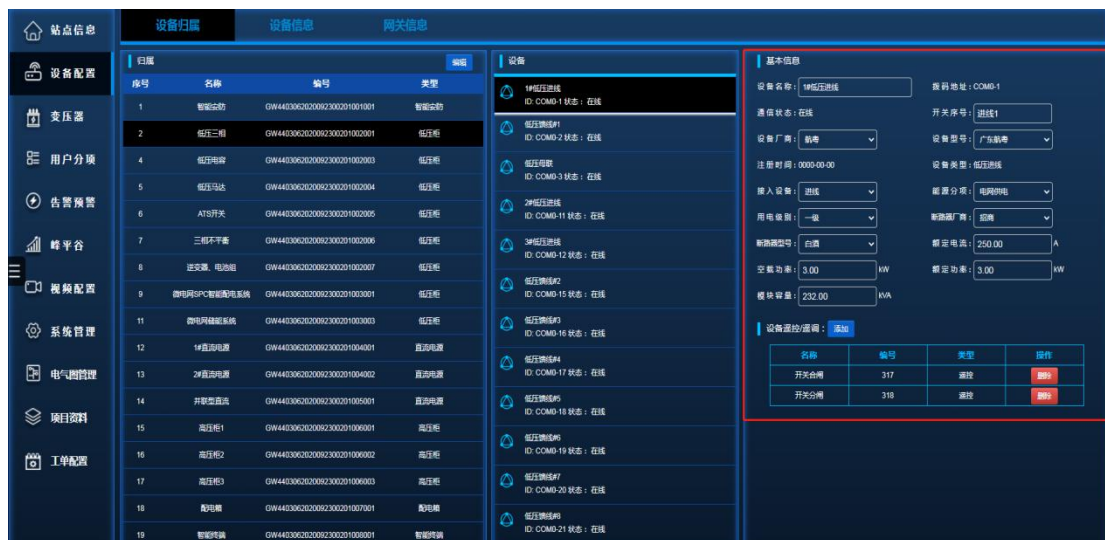 站点信息
设备配置
变压器
用户分项
告警预警
峰平谷
视频配置
系统管理
电气图管理
项目资料
工单配置
设备归属 设备信息 网关信息
归属 编辑
序号 名称 编号 类型
1 智能安防 GW4403062020092300201001001 智能安防
2 低压三相 GW4403062020092300201002001 低压柜
4 低压电容 GW4403062020092300201002003 低压柜
5 低压马达 GW4403062020092300201002004 低压柜
6 ATS开关 GW4403062020092300201002005 低压柜
7 三相不平衡 GW4403062020092300201002006 低压柜
8 逆变器、电池组 GW4403062020092300201002007 低压柜
9 微电网SPC智能配电系统 GW4403062020092300201003001 低压柜
11 微电网储能系统 GW4403062020092300201003003 低压柜
12 1#直流电源 GW4403062020092300201004001 直流电源
13 2#直流电源 GW4403062020092300201004002 直流电源
14 并联型直流 GW4403062020092300201005001 直流电源
15 高压柜1 GW4403062020092300201006001 高压柜
16 高压柜2 GW4403062020092300201006002 高压柜
17 高压柜3 GW4403062020092300201006003 高压柜
18 配电箱 GW4403062020092300201007001 配电箱
19 智能终端 GW4403062020092300201008001 智能终端
设备
1#低压进线
ID: COM0-1 状态： 在线
低压馈线#1
ID: COM0-2 状态： 在线
低压母联
ID: COM0-3 状态： 在线
2#低压进线
ID: COM0-11 状态： 在线
3#低压进线
ID: COM0-12 状态： 在线
低压馈线#2
ID: COM0-15 状态： 在线
低压馈线#3
ID: COM0-16 状态： 在线
低压馈线#4
ID: COM0-17 状态： 在线
低压馈线#5
ID: COM0-18 状态： 在线
低压馈线#6
ID: COM0-19 状态： 在线
低压馈线#7
ID: COM0-20 状态： 在线
低压馈线#8
ID: COM0-21 状态： 在线
基本信息
设备名称: 1#低压进线 拨码地址: COM0-1
通信状态: 在线 开关序号: 进线1
设备厂商: 航粤 设备型号: 广东航粤
注册时间: 0000-00-00 设备类型: 低压进线
接入设备: 进线 能源分项: 电网供电
用电级别: 一级 断路器厂商: 招商
断路器型号: 白酒 额定电流: 250.00 A
空载功率: 3.00 KW 额定功率: 3.00 KW
模块容量: 232.00 KVA
设备遥控/遥调： 添加
名称 编号 类型 操作
开关合闸 317 遥控 删除
开关分闸 318 遥控 删除